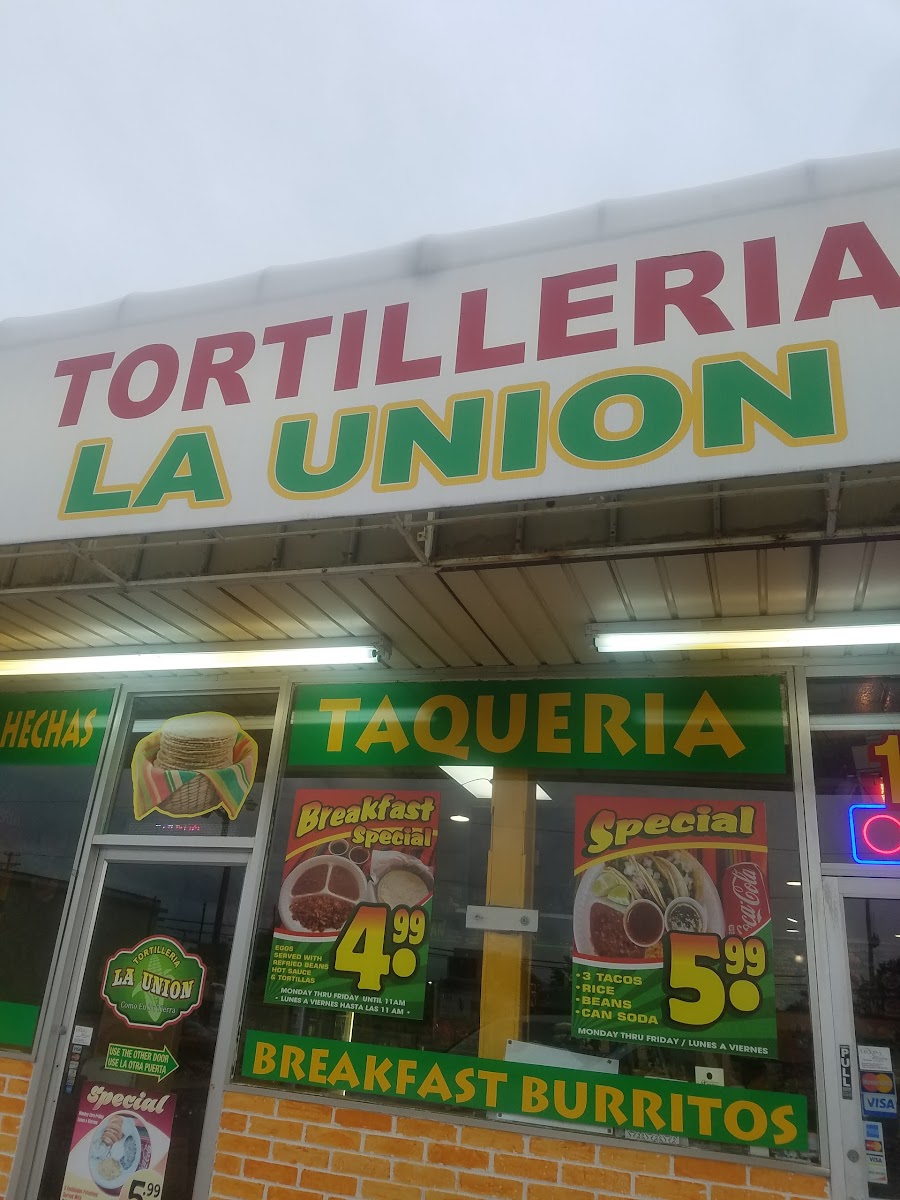 TORTILLERIA
LA UNION
HECHAS
TAQUERIA
Breakfast
Special
4.99
EGGS
SERVED WITH
REFRIED BEANS
HOT SAUCE
& TORTILLAS
MONDAY THRU FRIDAY UNTIL 11AM
- LUNES A VIERNES HASTA LAS 11 AM -
Special
Coca-Cola
5.99
• 3 TACOS
• RICE
• BEANS
• CAN SODA
MONDAY THRU FRIDAY / LUNES A VIERNES
BREAKFAST BURRITOS
TORTILLERIA
LA UNION
USE THE OTHER DOOR
USE LA OTRA PUERTA
Special
5.99
PULL
MasterCard
VISA
VISA